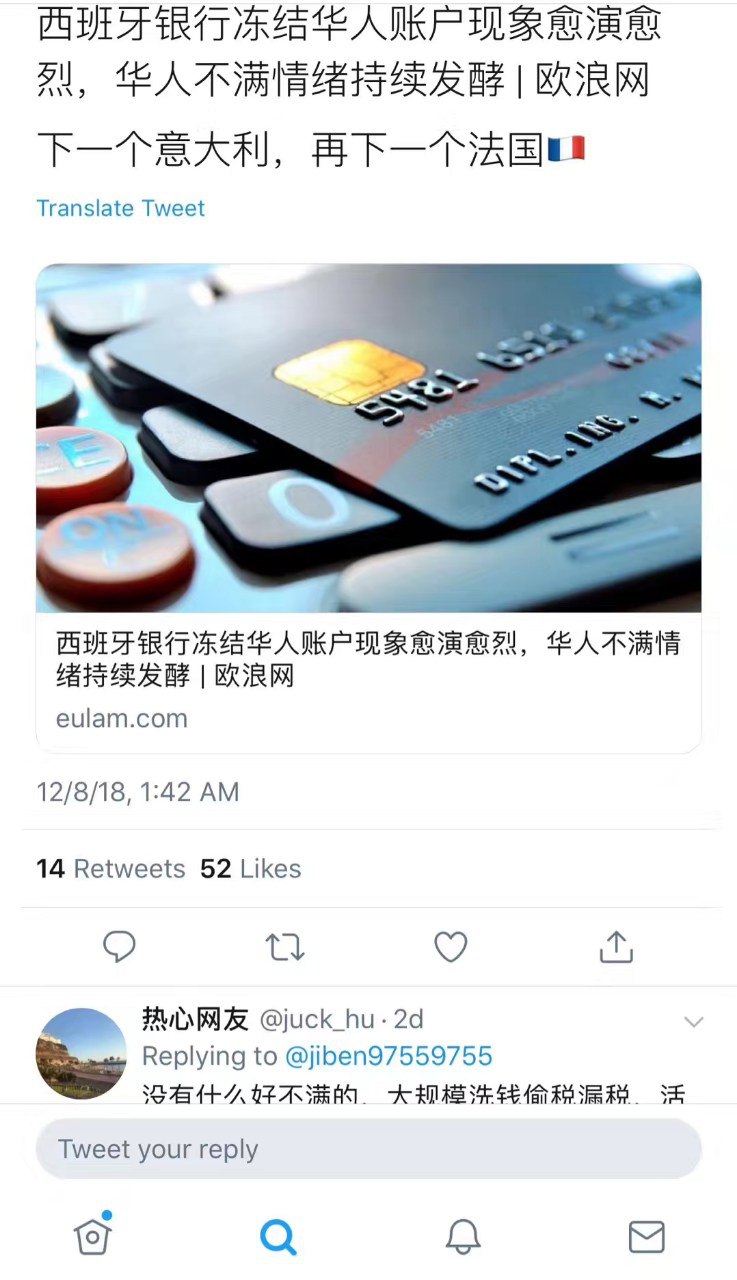 西班牙银行冻结华人账户现象愈演愈
烈，华人不满情绪持续发酵 | 欧浪网
下一个意大利，再下一个法国🇫🇷
Translate Tweet
5481
5481
DIPL.ING.
CE
ON
0
西班牙银行冻结华人账户现象愈演愈烈，华人不满情
绪持续发酵 | 欧浪网
eulam.com
12/8/18, 1:42 AM
14 Retweets 52 Likes
热心网友 @juck_hu · 2d
Replying to @jiben97559755
没有什么好不满的，大规模洗钱偷税漏税，活
Tweet your reply